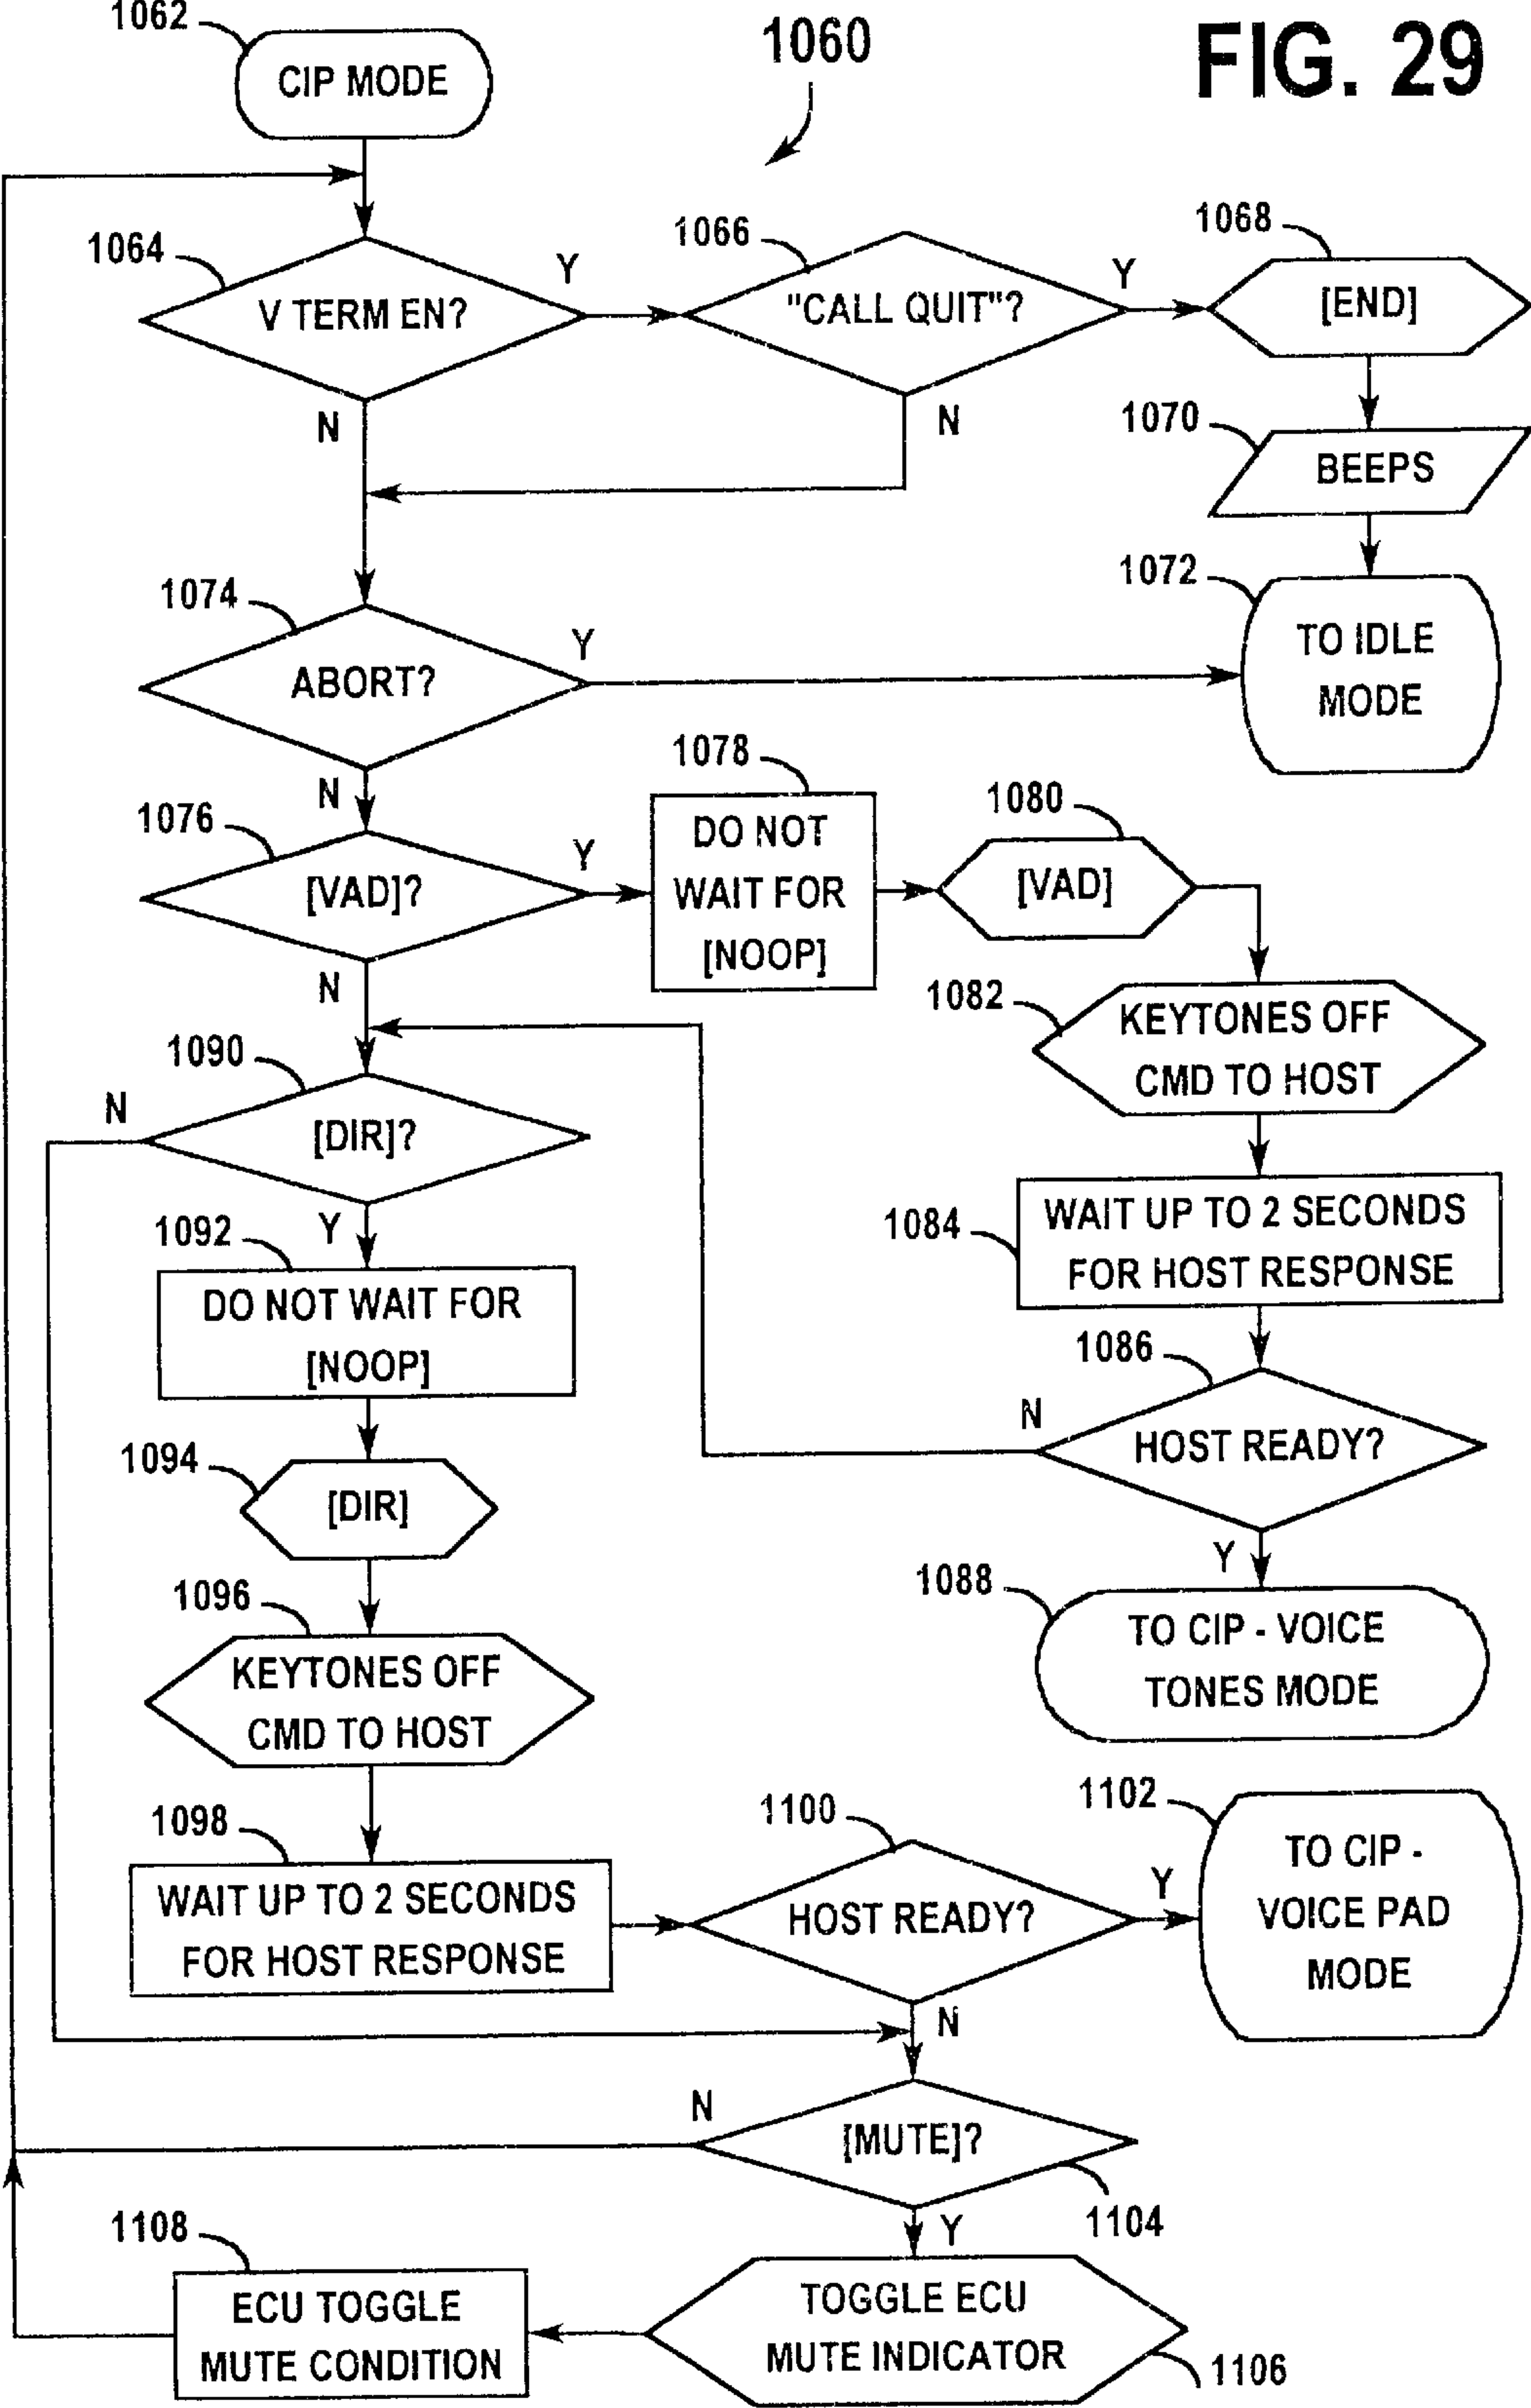 FIG. 29
1060
1062
CIP MODE
1064
V TERM EN?
Y
N
1066
"CALL QUIT"?
Y
N
1068
[END]
1070
BEEPS
1072
TO IDLE
MODE
1074
ABORT?
Y
N
1076
[VAD]?
Y
N
1078
DO NOT
WAIT FOR
[NOOP]
1080
[VAD]
1082
KEYTONES OFF
CMD TO HOST
1084
WAIT UP TO 2 SECONDS
FOR HOST RESPONSE
1086
HOST READY?
N
Y
1088
TO CIP - VOICE
TONES MODE
1090
[DIR]?
N
Y
1092
DO NOT WAIT FOR
[NOOP]
1094
[DIR]
1096
KEYTONES OFF
CMD TO HOST
1098
WAIT UP TO 2 SECONDS
FOR HOST RESPONSE
1100
HOST READY?
Y
N
1102
TO CIP -
VOICE PAD
MODE
[MUTE]?
N
Y
1104
TOGGLE ECU
MUTE INDICATOR
1106
1108
ECU TOGGLE
MUTE CONDITION